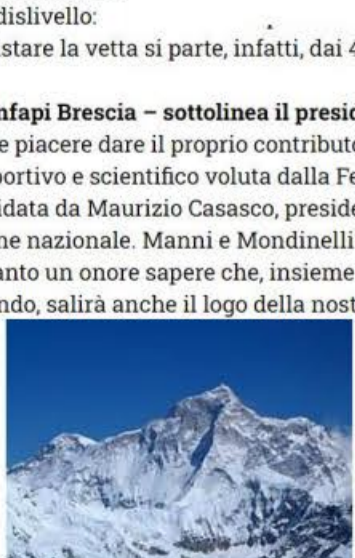 dislivello:
stare la vetta si parte, infatti, dai 4
nfapi Brescia – sottolinea il presid
e piacere dare il proprio contributo
portivo e scientifico voluta dalla Fe
idata da Maurizio Casasco, preside
ne nazionale. Manni e Mondinelli
anto un onore sapere che, insieme
ndo, salirà anche il logo della nost